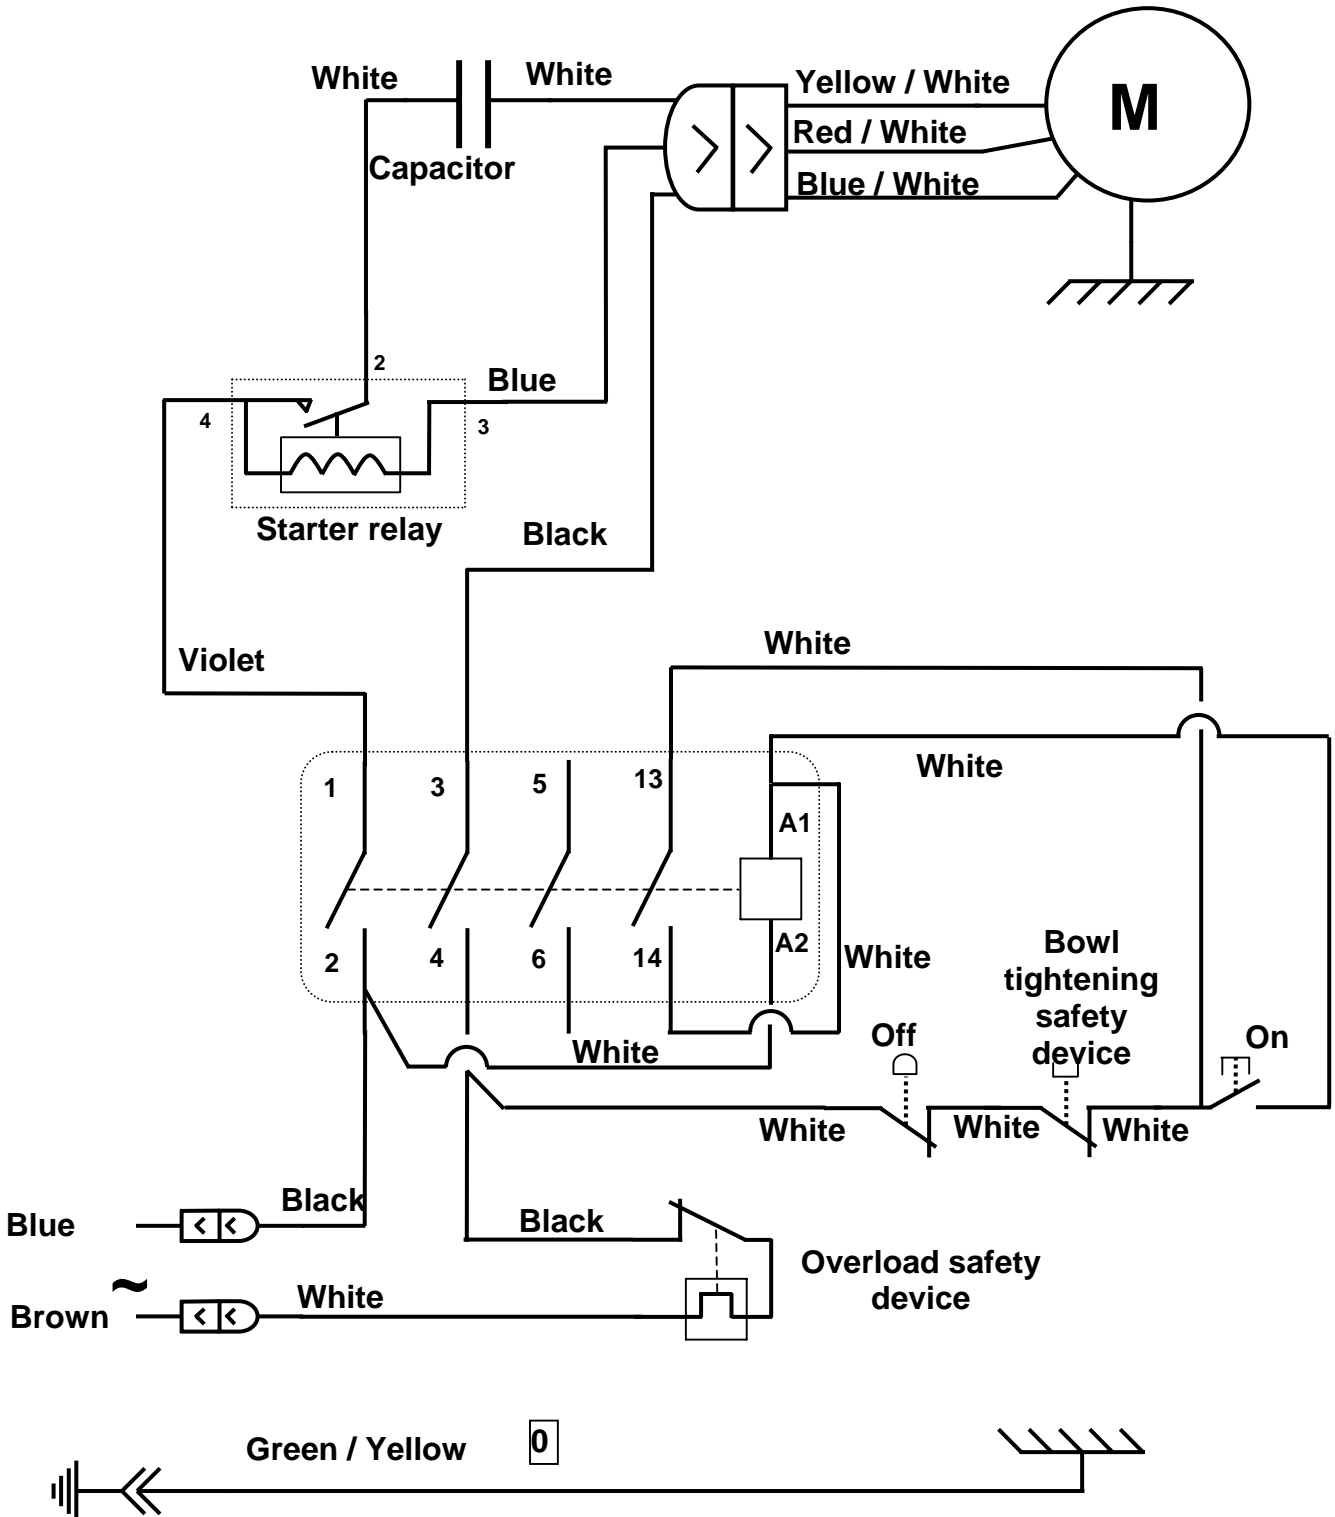 White
White
Yellow / White
M
Red / White
Capacitor
Blue / White
2
Blue
4
3
Starter relay
Black
White
Violet
White
1
3
5
13
A1
2
4
6
14
A2
White
Bowl
tightening
safety
device
Off
On
White
White
White
White
Black
Blue
Black
Overload safety
device
~
Brown
White
Green / Yellow
0